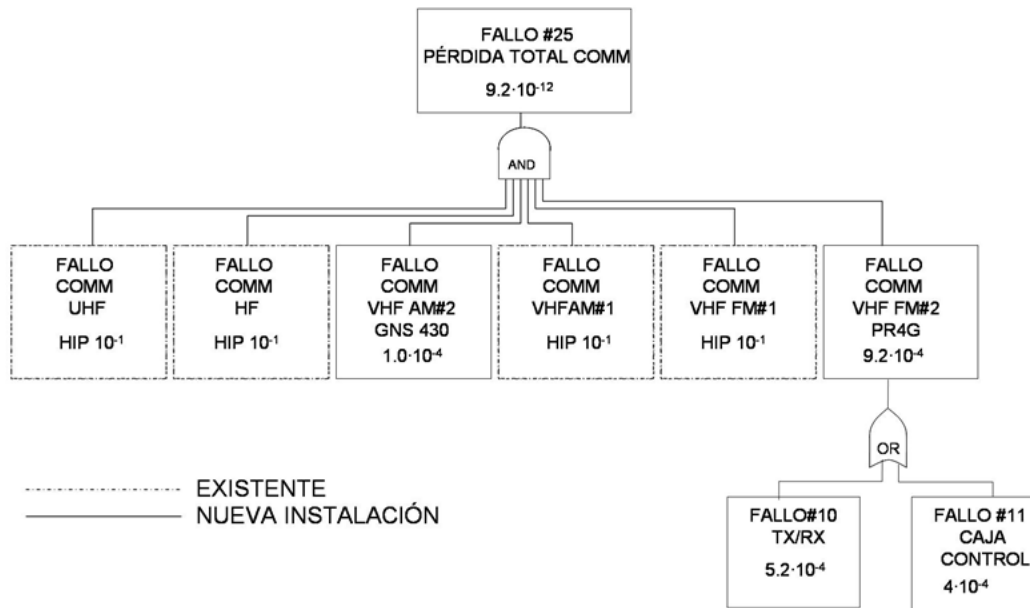 FALLO #25
PÉRDIDA TOTAL COMM
9.2·10-12
AND
FALLO
COMM
UHF
HIP 10-1
FALLO
COMM
HF
HIP 10-1
FALLO
COMM
VHF AM#2
GNS 430
1.0·10-4
FALLO
COMM
VHFAM#1
HIP 10-1
FALLO
COMM
VHF FM#1
HIP 10-1
FALLO
COMM
VHF FM#2
PR4G
9.2·10-4
OR
EXISTENTE
NUEVA INSTALACIÓN
FALLO#10
TX/RX
5.2·10-4
FALLO #11
CAJA
CONTROL
4·10-4